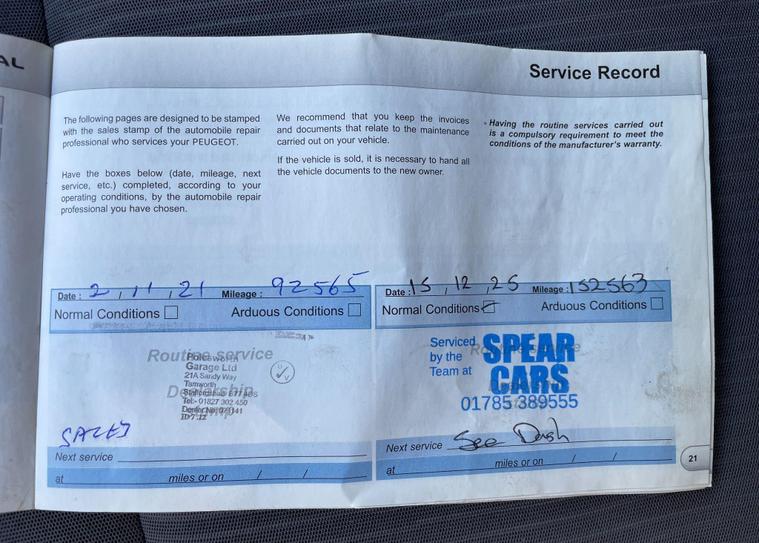 AL
Service Record
The following pages are designed to be stamped
with the sales stamp of the automobile repair
professional who services your PEUGEOT.
Have the boxes below (date, mileage, next
service, etc.) completed, according to your
operating conditions, by the automobile repair
professional you have chosen.
We recommend that you keep the invoices
and documents that relate to the maintenance
carried out on your vehicle.
If the vehicle is sold, it is necessary to hand all
the vehicle documents to the new owner.
Having the routine services carried out
is a compulsory requirement to meet the
conditions of the manufacturer's warranty.
Date : 2 / 11 / 21 Mileage : 92565
Normal Conditions Arduous Conditions
Routine service
Garage Ltd
21A Sandy Way
Tamworth
Tel:- 01827 302 450
Dealership
Next service
at miles or on / /
Date : 15 / 12 / 25 Mileage : 152563
Normal Conditions Arduous Conditions
Serviced
by the
Team at
SPEAR
CARS
01785 389555
Next service See Dash
at miles or on / /
21